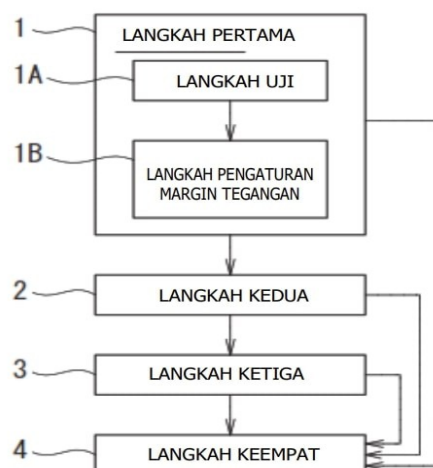 1
LANGKAH PERTAMA
1A
LANGKAH UJI
1B
LANGKAH PENGATURAN
MARGIN TEGANGAN
2
LANGKAH KEDUA
3
LANGKAH KETIGA
4
LANGKAH KEEMPAT